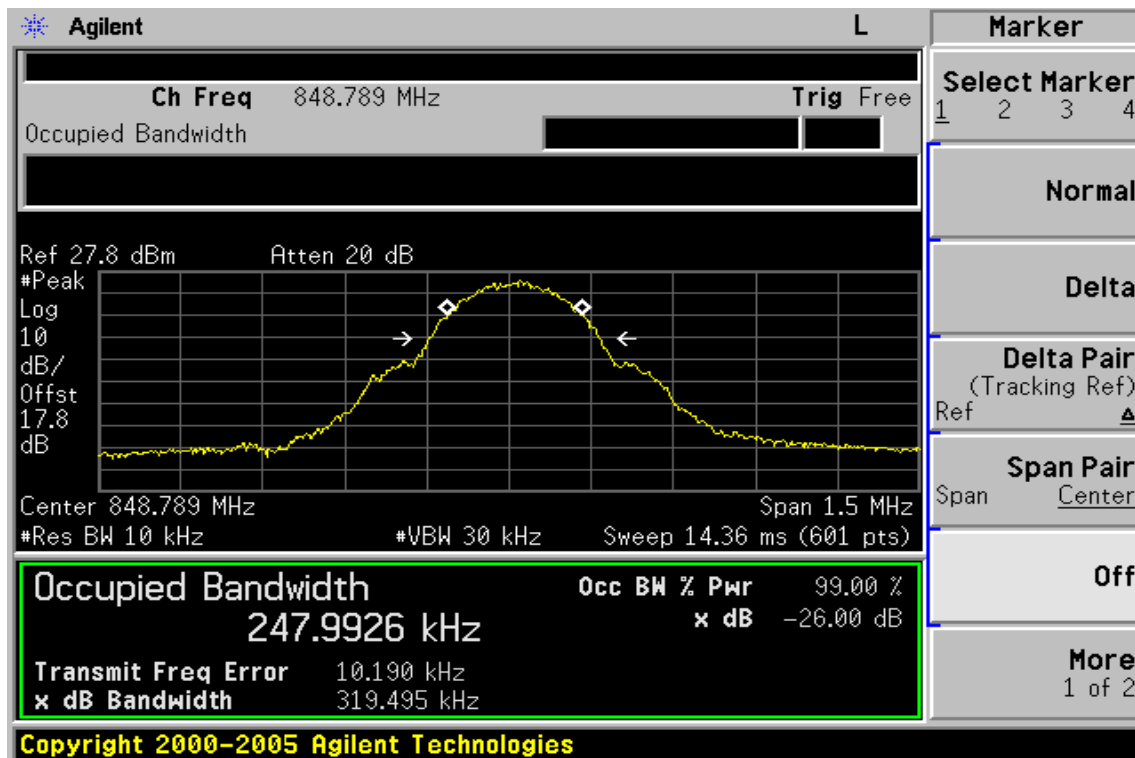 Agilent L
Marker
Ch Freq 848.789 MHz Trig Free
Occupied Bandwidth
Ref 27.8 dBm Atten 20 dB
#Peak
Log
10
dB/
Offst
17.8
dB
Center 848.789 MHz Span 1.5 MHz
#Res BW 10 kHz #VBW 30 kHz Sweep 14.36 ms (601 pts)
Occupied Bandwidth Occ BW % Pwr 99.00 %
247.9926 kHz x dB -26.00 dB
Transmit Freq Error 10.190 kHz
x dB Bandwidth 319.495 kHz
Copyright 2000-2005 Agilent Technologies
Select Marker
1 2 3 4
Normal
Delta
Delta Pair
(Tracking Ref)
Ref Δ
Span Pair
Span Center
Off
More
1 of 2